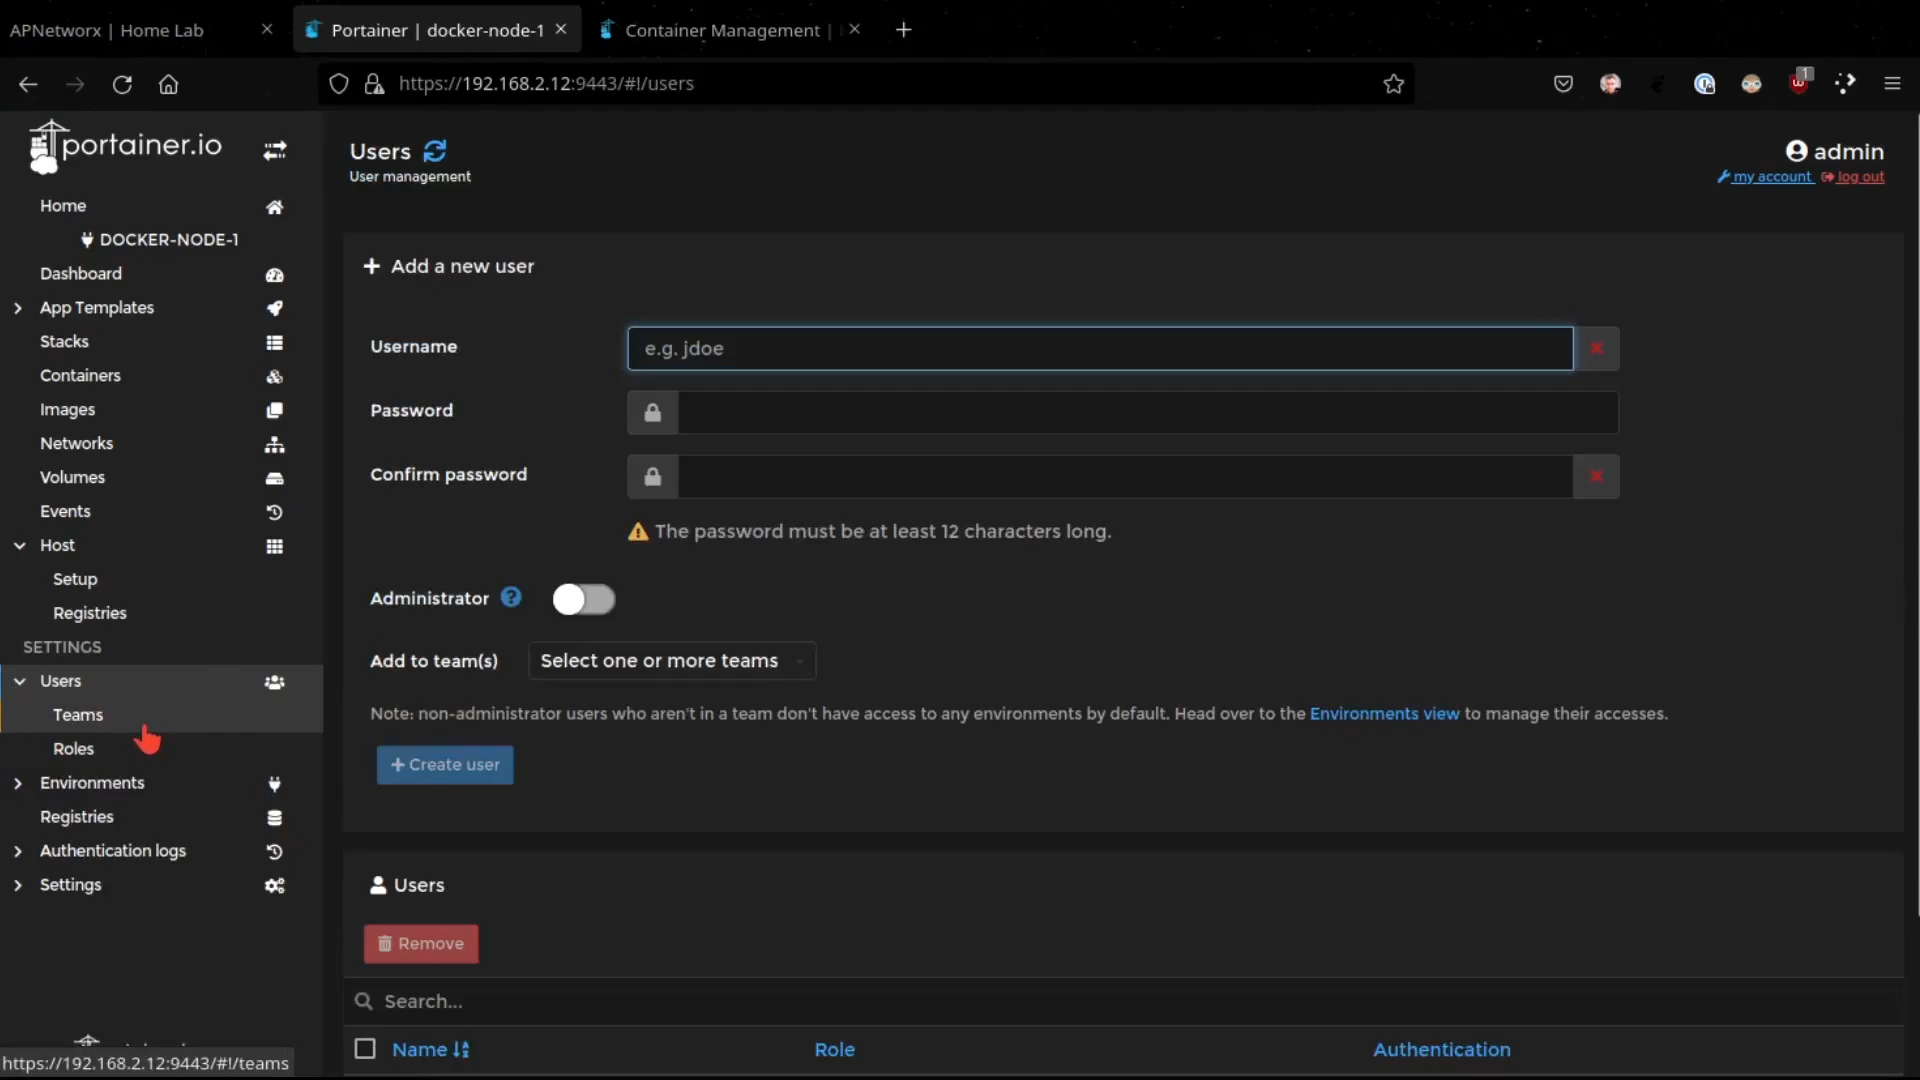 APNetworx | Home Lab
Portainer | docker-node-1
Container Management |
https://192.168.2.12:9443/#!/users
1
portainer.io
Home
DOCKER-NODE-1
Dashboard
App Templates
Stacks
Containers
Images
Networks
Volumes
Events
Host
Setup
Registries
SETTINGS
Users
Teams
Roles
Environments
Registries
Authentication logs
Settings
https://192.168.2.12:9443/#!/teams
Users
User management
admin
my account log out
Add a new user
Username
e.g. jdoe
Password
Confirm password
The password must be at least 12 characters long.
Administrator
Add to team(s)
Select one or more teams
Note: non-administrator users who aren't in a team don't have access to any environments by default. Head over to the Environments view to manage their accesses.
+ Create user
Users
Remove
Search...
Name
Role
Authentication